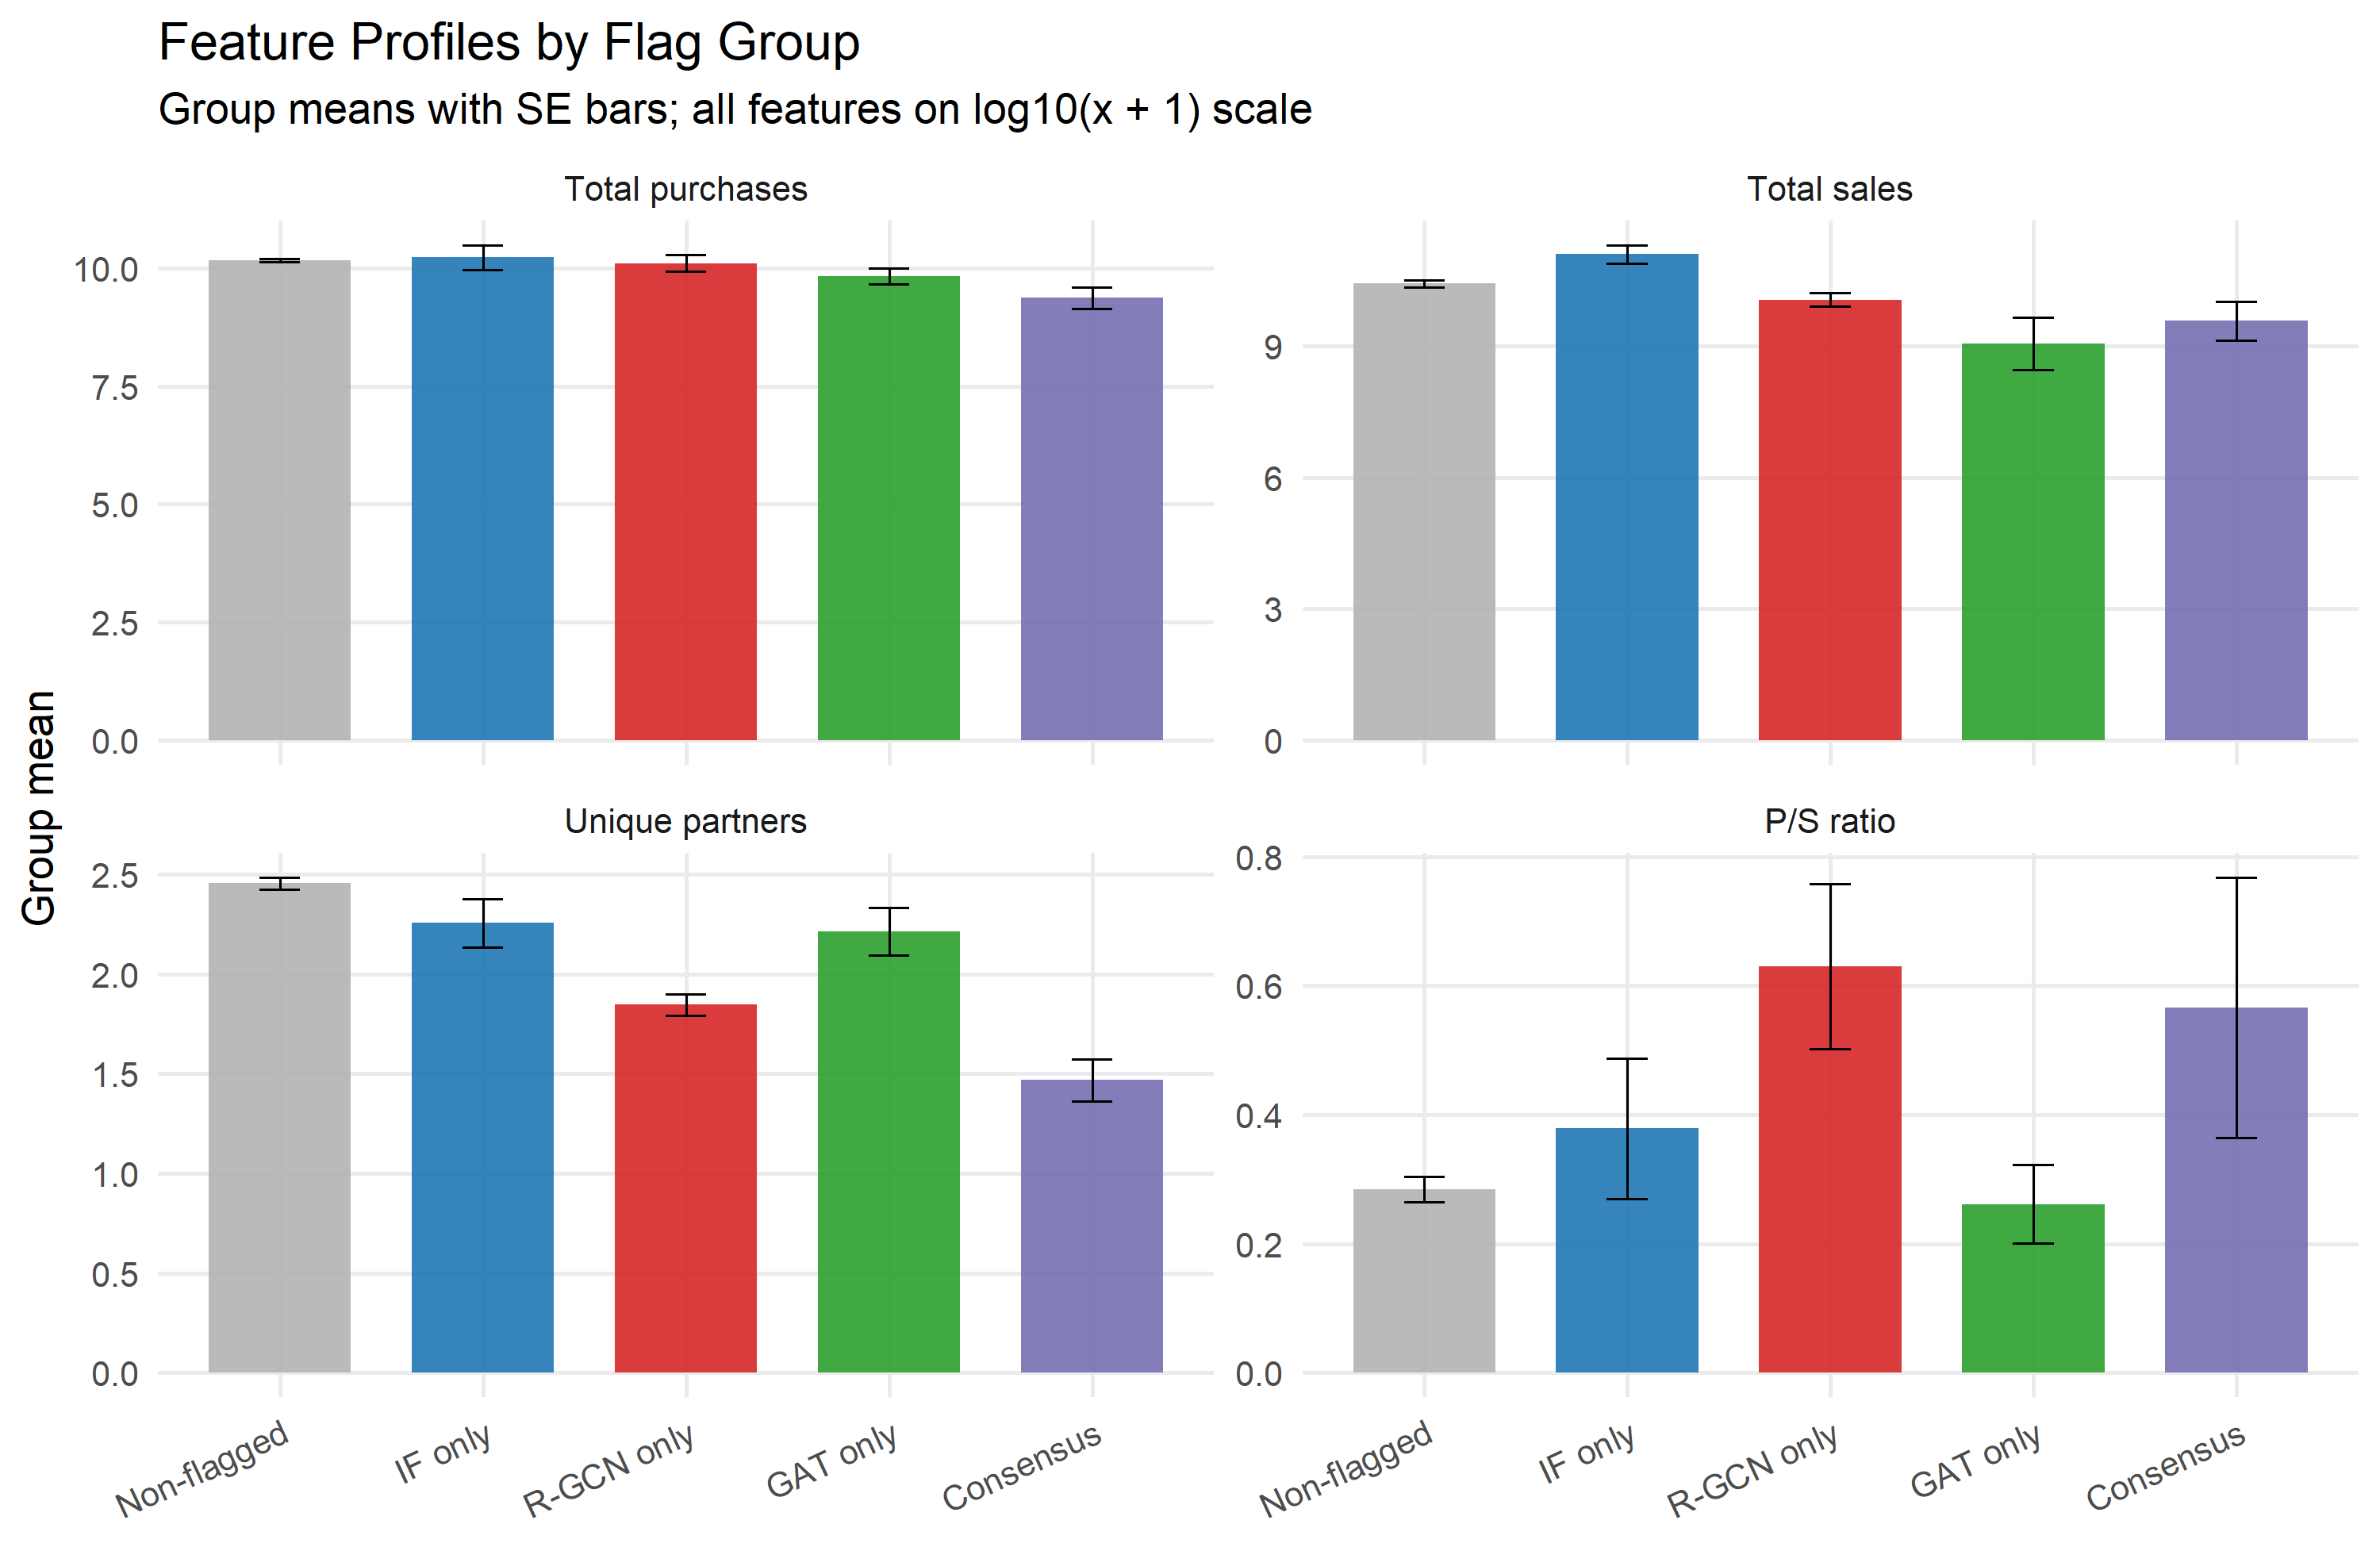 Feature Profiles by Flag Group
Group means with SE bars; all features on log10(x + 1) scale
Group mean
Total purchases
10.0
7.5
5.0
2.5
0.0
Total sales
9
6
3
0
Unique partners
2.5
2.0
1.5
1.0
0.5
0.0
Non-flagged
IF only
R-GCN only
GAT only
Consensus
P/S ratio
0.8
0.6
0.4
0.2
0.0
Non-flagged
IF only
R-GCN only
GAT only
Consensus